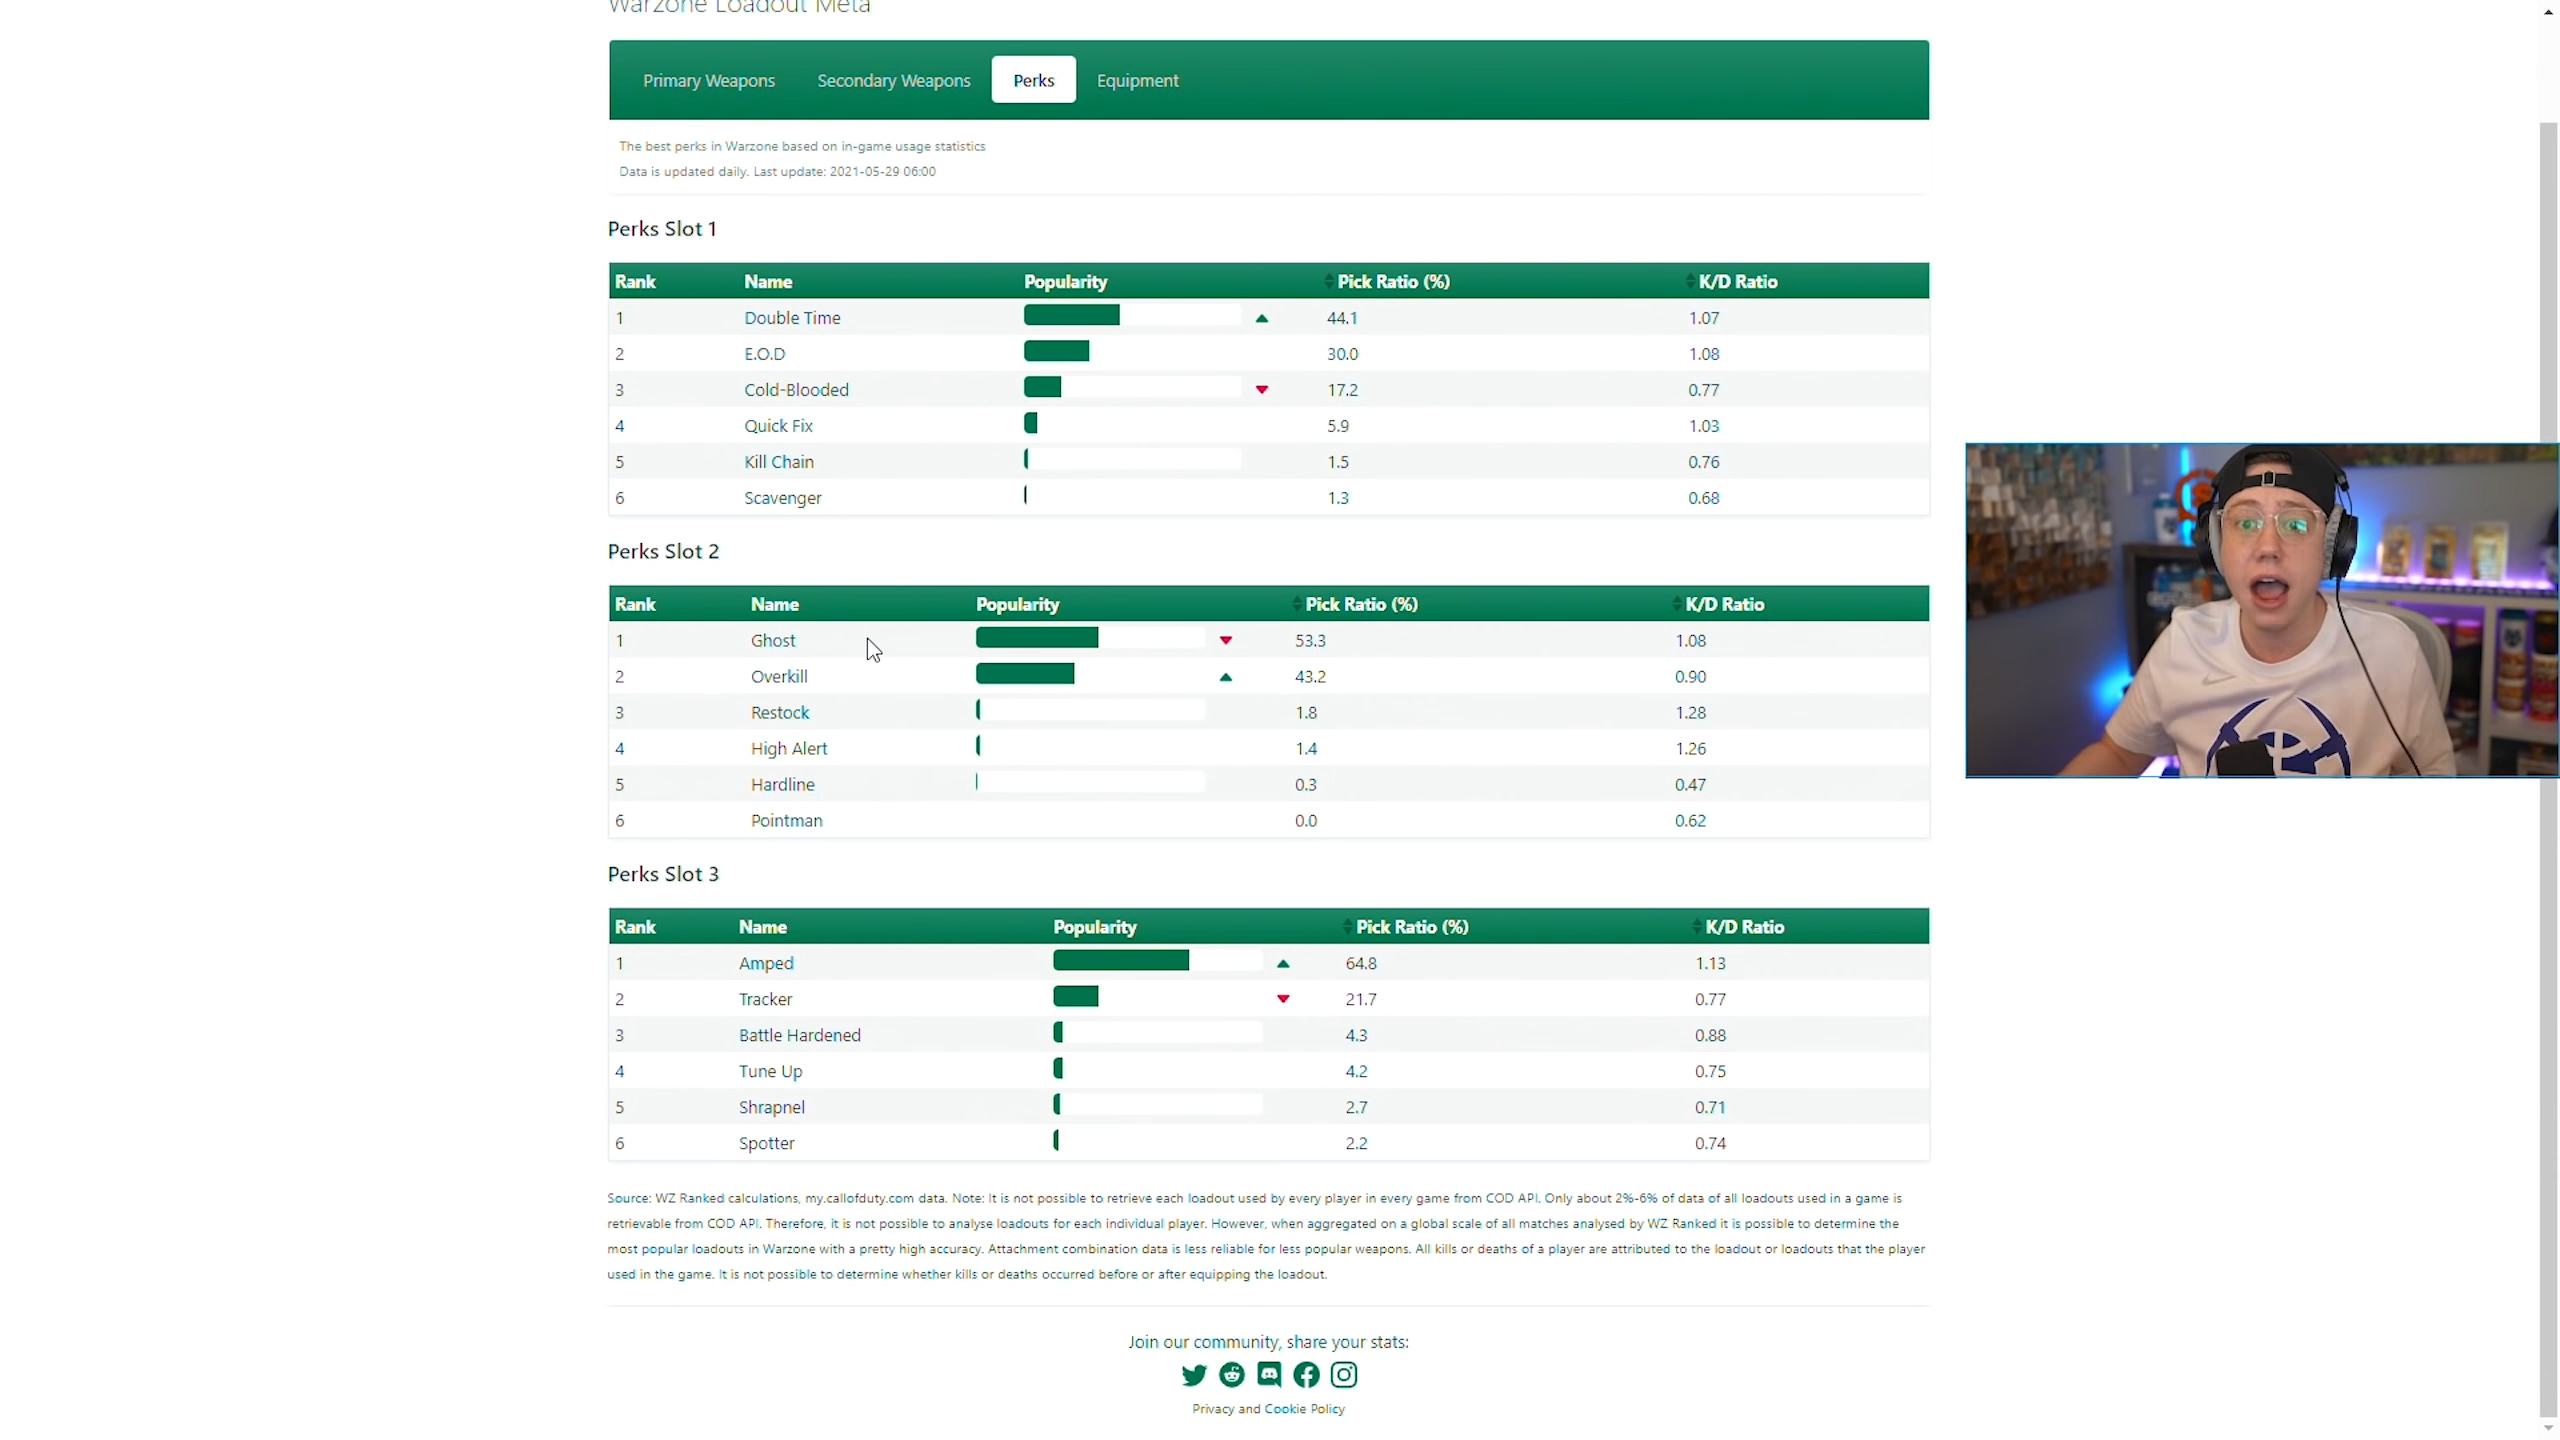 Warzone Loadout Meta
Primary Weapons Secondary Weapons Perks Equipment
The best perks in Warzone based on in-game usage statistics
Data is updated daily. Last update: 2021-05-29 06:00
Perks Slot 1
Rank Name Popularity Pick Ratio (%) K/D Ratio
1 Double Time 44.1 1.07
2 E.O.D 30.0 1.08
3 Cold-Blooded 17.2 0.77
4 Quick Fix 5.9 1.03
5 Kill Chain 1.5 0.76
6 Scavenger 1.3 0.68
Perks Slot 2
Rank Name Popularity Pick Ratio (%) K/D Ratio
1 Ghost 53.3 1.08
2 Overkill 43.2 0.90
3 Restock 1.8 1.28
4 High Alert 1.4 1.26
5 Hardline 0.3 0.47
6 Pointman 0.0 0.62
Perks Slot 3
Rank Name Popularity Pick Ratio (%) K/D Ratio
1 Amped 64.8 1.13
2 Tracker 21.7 0.77
3 Battle Hardened 4.3 0.88
4 Tune Up 4.2 0.75
5 Shrapnel 2.7 0.71
6 Spotter 2.2 0.74
Source: WZ Ranked calculations, my.callofduty.com data. Note: It is not possible to retrieve each loadout used by every player in every game from COD API. Only about 2%-6% of data of all loadouts used in a game is
retrievable from COD API. Therefore, it is not possible to analyse loadouts for each individual player. However, when aggregated on a global scale of all matches analysed by WZ Ranked it is possible to determine the
most popular loadouts in Warzone with a pretty high accuracy. Attachment combination data is less reliable for less popular weapons. All kills or deaths of a player are attributed to the loadout or loadouts that the player
used in the game. It is not possible to determine whether kills or deaths occurred before or after equipping the loadout.
Join our community, share your stats:
Privacy and Cookie Policy